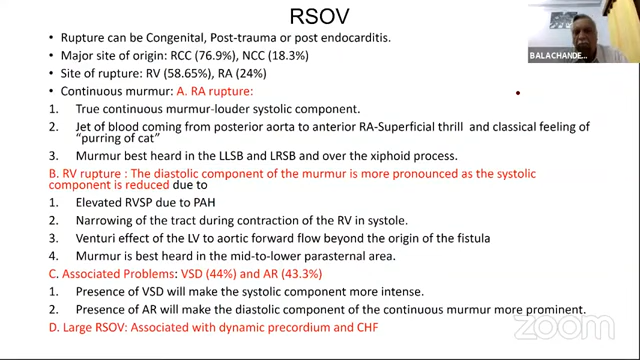 RSOV
• Rupture can be Congenital, Post-trauma or post endocarditis.
• Major site of origin: RCC (76.9%), NCC (18.3%)
• Site of rupture: RV (58.65%), RA (24%)
• Continuous murmur: A. RA rupture:
1. True continuous murmur-louder systolic component.
2. Jet of blood coming from posterior aorta to anterior RA-Superficial thrill and classical feeling of
"purring of cat"
3. Murmur best heard in the LLSB and LRSB and over the xiphoid process.
B. RV rupture : The diastolic component of the murmur is more pronounced as the systolic
component is reduced due to
1. Elevated RVSP due to PAH
2. Narrowing of the tract during contraction of the RV in systole.
3. Venturi effect of the LV to aortic forward flow beyond the origin of the fistula
4. Murmur is best heard in the mid-to lower parasternal area.
C. Associated Problems: VSD (44%) and AR (43.3%)
1. Presence of VSD will make the systolic component more intense.
2. Presence of AR will make the diastolic component of the continuous murmur more prominent.
D. Large RSOV: Associated with dynamic precordium and CHF
BALACHANDE...
zoom